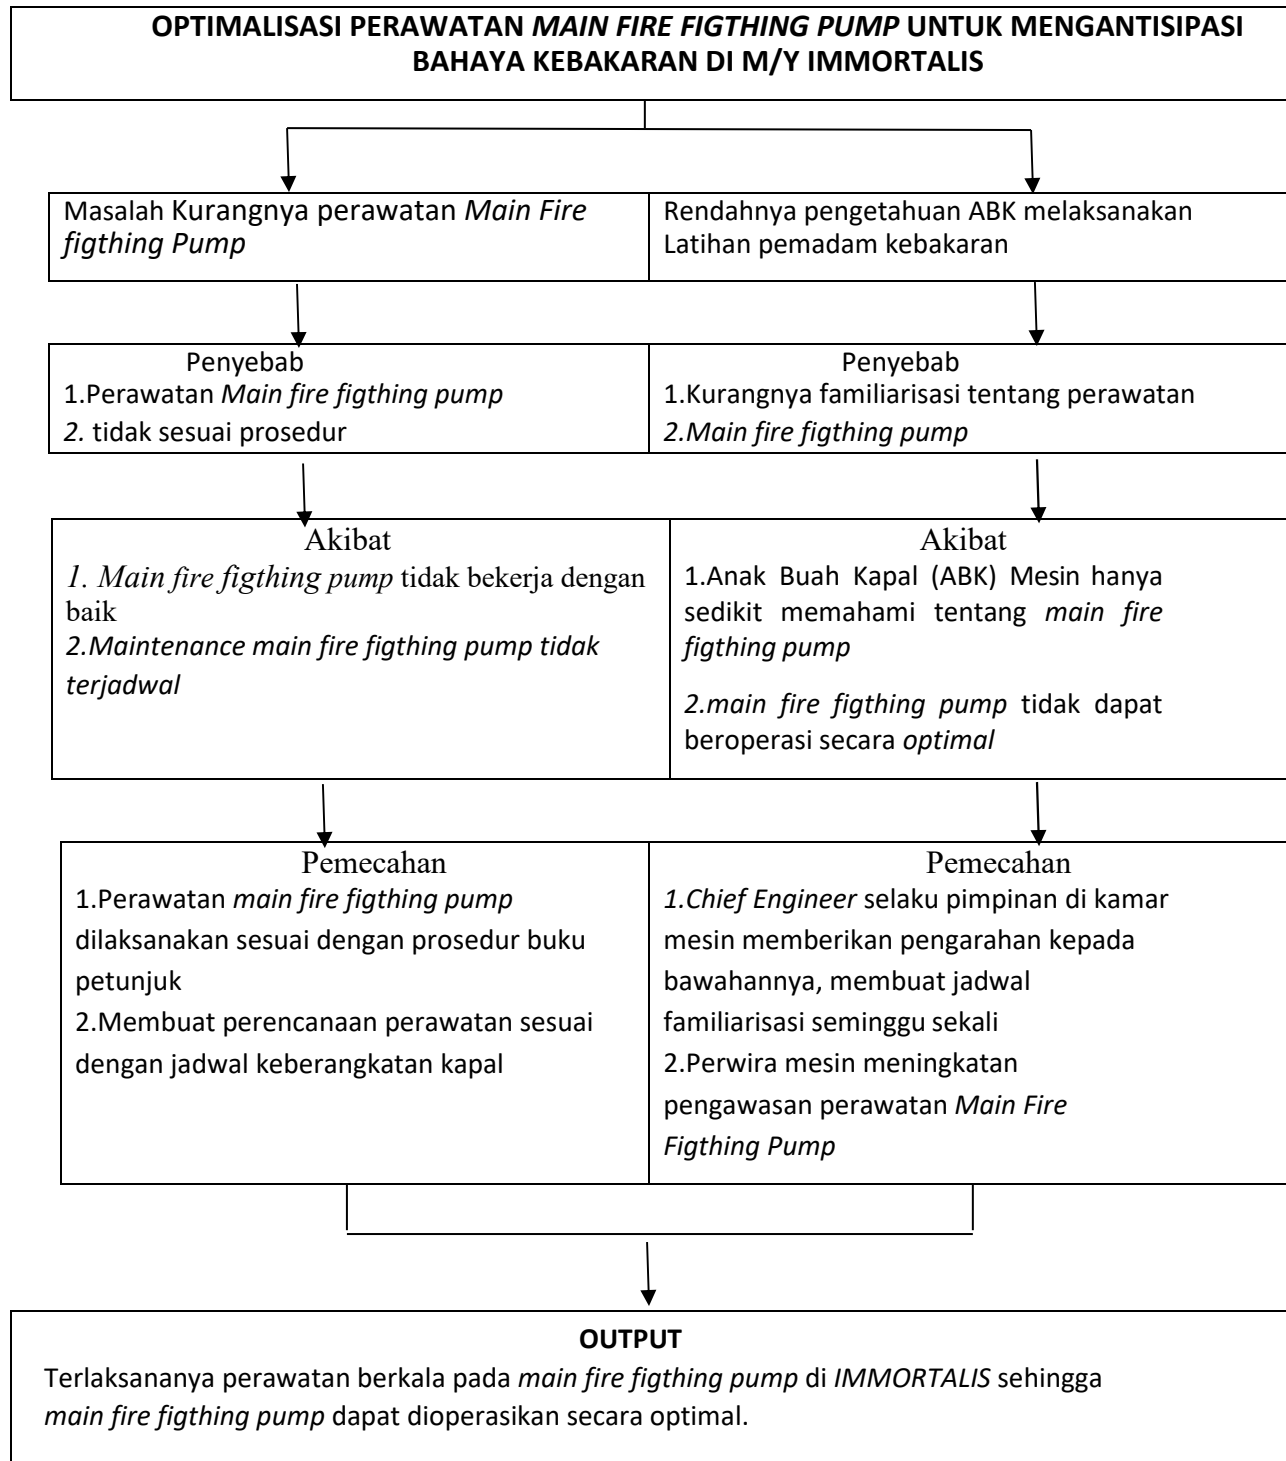 OPTIMALISASI PERAWATAN MAIN FIRE FIGTHING PUMP UNTUK MENGANTISIPASI
BAHAYA KEBAKARAN DI M/Y IMMORTALIS
Masalah Kurangnya perawatan Main Fire
figthing Pump
Rendahnya pengetahuan ABK melaksanakan
Latihan pemadam kebakaran
Penyebab
1.Perawatan Main fire figthing pump
2. tidak sesuai prosedur
Penyebab
1.Kurangnya familiarisasi tentang perawatan
2.Main fire figthing pump
Akibat
1. Main fire figthing pump tidak bekerja dengan
baik
2.Maintenance main fire figthing pump tidak
terjadwal
Akibat
1.Anak Buah Kapal (ABK) Mesin hanya
sedikit memahami tentang main fire
figthing pump
2.main fire figthing pump tidak dapat
beroperasi secara optimal
Pemecahan
1.Perawatan main fire figthing pump
dilaksanakan sesuai dengan prosedur buku
petunjuk
2.Membuat perencanaan perawatan sesuai
dengan jadwal keberangkatan kapal
Pemecahan
1.Chief Engineer selaku pimpinan di kamar
mesin memberikan pengarahan kepada
bawahannya, membuat jadwal
familiarisasi seminggu sekali
2.Perwira mesin meningkatan
pengawasan perawatan Main Fire
Figthing Pump
OUTPUT
Terlaksananya perawatan berkala pada main fire figthing pump di IMMORTALIS sehingga
main fire figthing pump dapat dioperasikan secara optimal.